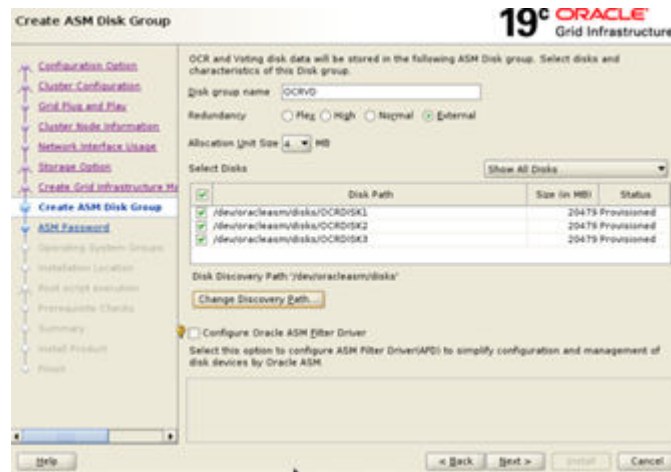 Create ASM Disk Group
19c ORACLE
Grid Infrastructure
Configuration Option
Cluster Configuration
Grid Plug and Play
Cluster Node Information
Network Interface Usage
Storage Option
Create Grid Infrastructure Ma
Create ASM Disk Group
ASM Password
Operating System Groups
Installation Location
Root script execution
Prerequisite Checks
Summary
Install Product
Finish
OCR and Voting disk data will be stored in the following ASM Disk group. Select disks and
characteristics of this Disk group.
Disk group name OCRVD
Redundancy Flex High Normal External
Allocation Unit Size 4 MB
Select Disks Show All Disks
Disk Path Size (in MB) Status
/dev/oracleasm/disks/OCRDISK1 20479 Provisioned
/dev/oracleasm/disks/OCRDISK2 20479 Provisioned
/dev/oracleasm/disks/OCRDISK3 20479 Provisioned
Disk Discovery Path '/dev/oracleasm/disks'
Change Discovery Path...
Configure Oracle ASM Filter Driver
Select this option to configure ASM Filter Driver(AFD) to simplify configuration and management of
disk devices by Oracle ASM
Help < Back Next > Install Cancel